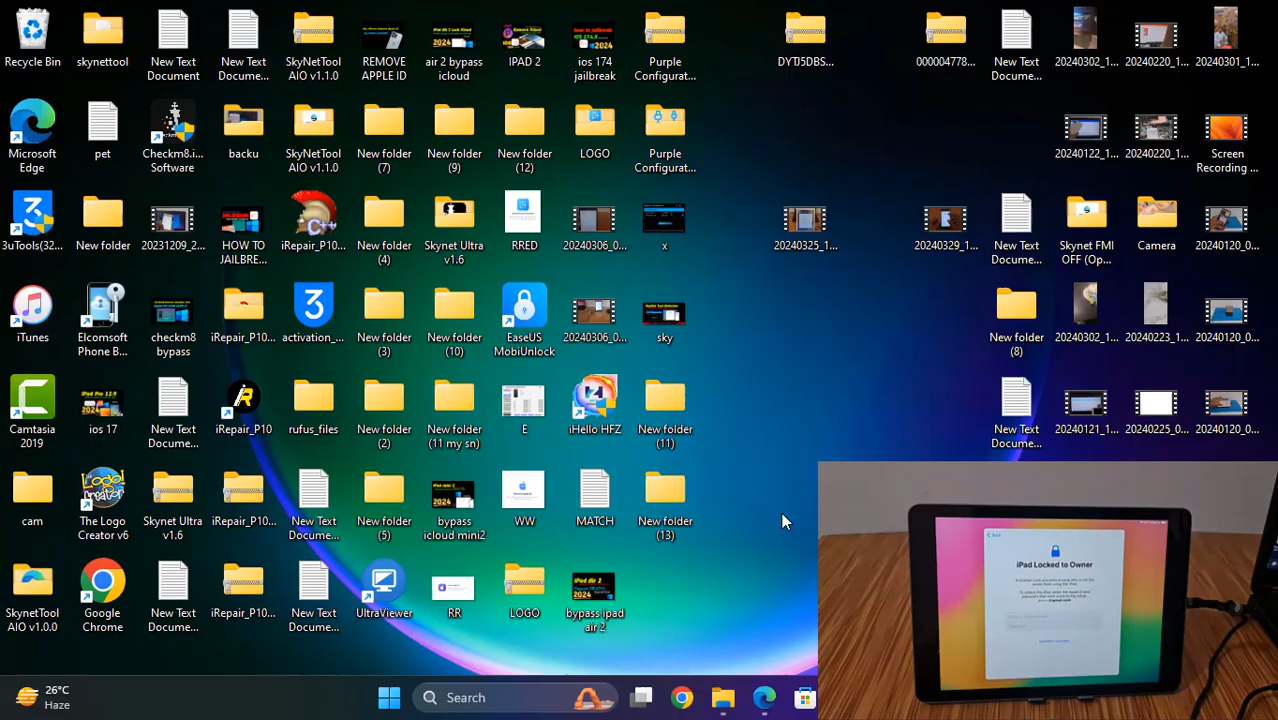 Recycle Bin
skynettool
New Text
Document
New Text
Docume...
SkyNetTool
AIO v1.1.0
REMOVE
APPLE ID
air 2 bypass
icloud
IPAD 2
ios 174
jailbreak
Purple
Configurat...
DYTJ5DBS...
000004778...
New Text
Docume...
20240302_1...
20240220_1...
20240301_1...
Microsoft
Edge
pet
Checkm8.i...
Software
backu
SkyNetTool
AIO v1.1.0
New folder
(7)
New folder
(9)
New folder
(12)
LOGO
Purple
Configurat...
20240122_1...
20240220_1...
Screen
Recording ...
3uTools(32...
New folder
20231209_2...
HOW TO
JAILBRE...
iRepair_P10...
New folder
(4)
Skynet Ultra
v1.6
RRED
20240306_0...
x
20240325_1...
20240329_1...
New Text
Docume...
Skynet FMI
OFF (Op...
Camera
20240120_0...
iTunes
Elcomsoft
Phone B...
checkm8
bypass
iRepair_P10...
activation_...
New folder
(3)
New folder
(10)
EaseUS
MobiUnlock
20240306_0...
sky
New folder
(8)
20240302_1...
20240223_1...
20240120_0...
Camtasia
2019
ios 17
New Text
Docume...
iRepair_P10
rufus_files
New folder
(2)
New folder
(11 my sn)
E
iHello HFZ
New folder
(11)
New Text
Docume...
20240121_1...
20240225_0...
20240120_0...
cam
The Logo
Creator v6
Skynet Ultra
v1.6
iRepair_P10...
New Text
Docume...
New folder
(5)
bypass
icloud mini2
WW
MATCH
New folder
(13)
SkynetTool
AIO v1.0.0
Google
Chrome
New Text
Docume...
iRepair_P10...
New Text
Docume...
UltraViewer
RR
LOGO
bypass ipad
air 2
iPad Locked to Owner
26°C
Haze
Search